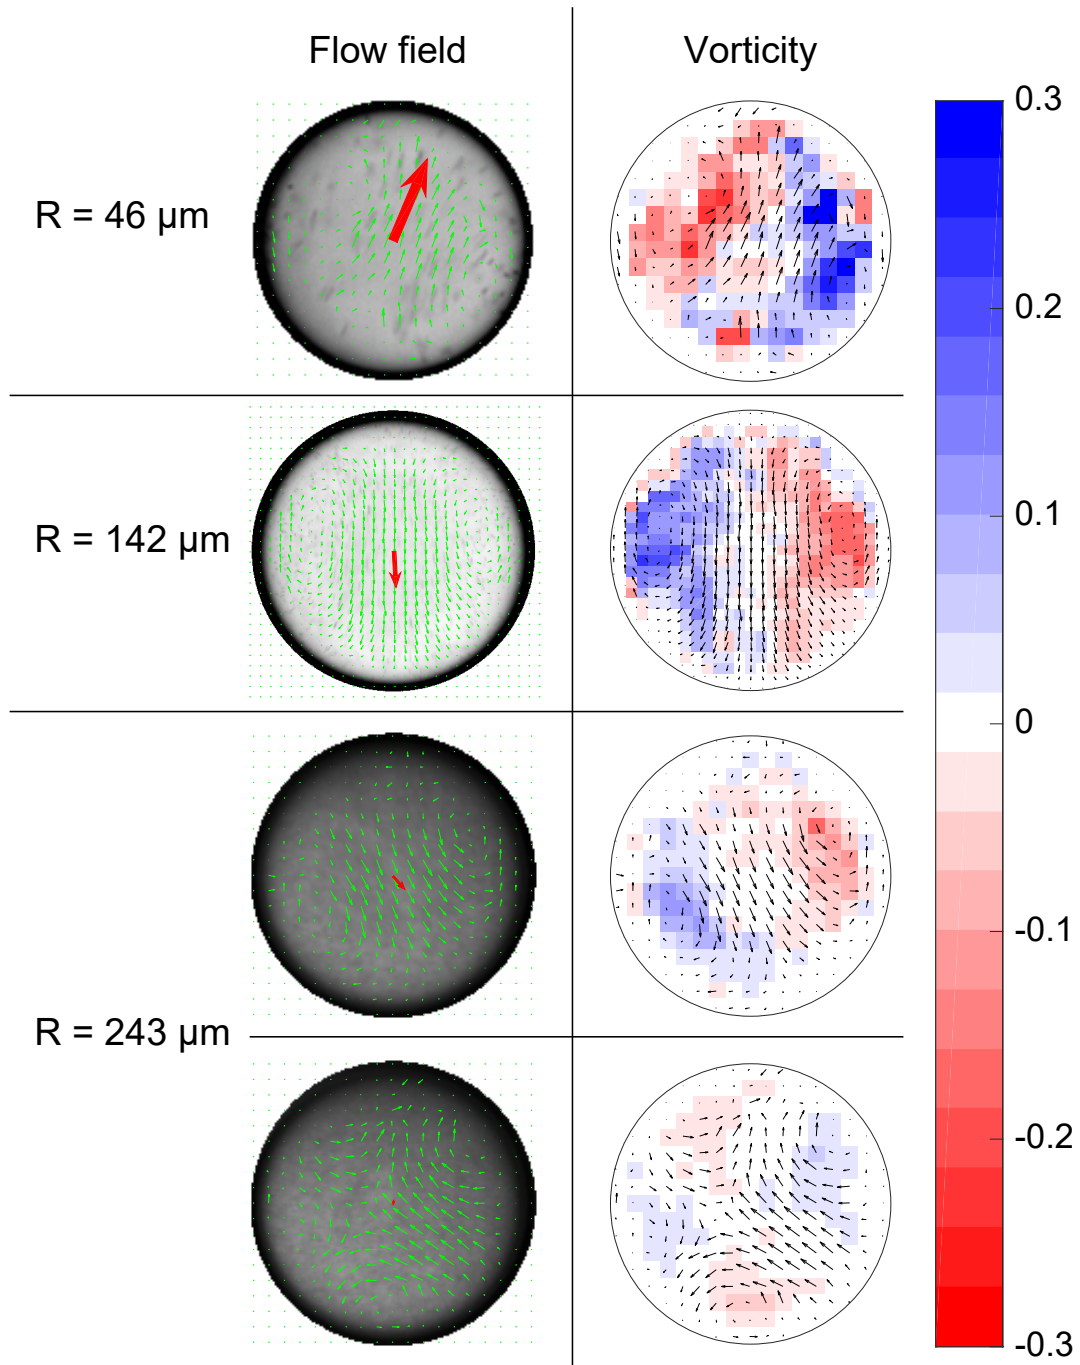 Flow field
Vorticity
0.3
R = 46 µm
0.2
R = 142 µm
0.1
0
-0.1
R = 243 µm
-0.2
-0.3